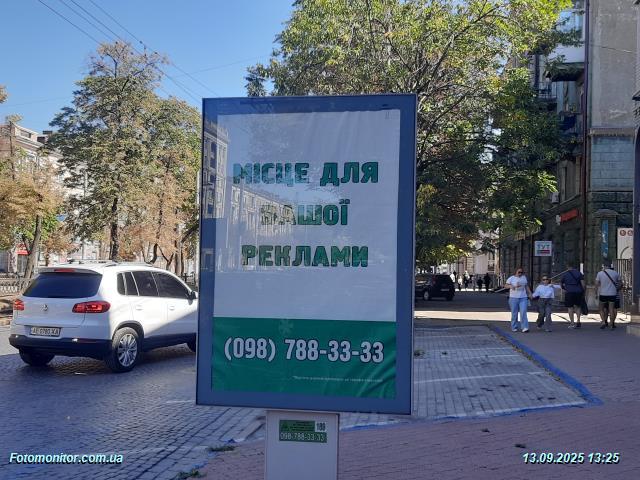 МІСЦЕ ДЛЯ
ВАШОЇ
РЕКЛАМИ
(098) 788-33-33
189
098-788-33-33
Fotomonitor.com.ua
13.09.2025 13:25